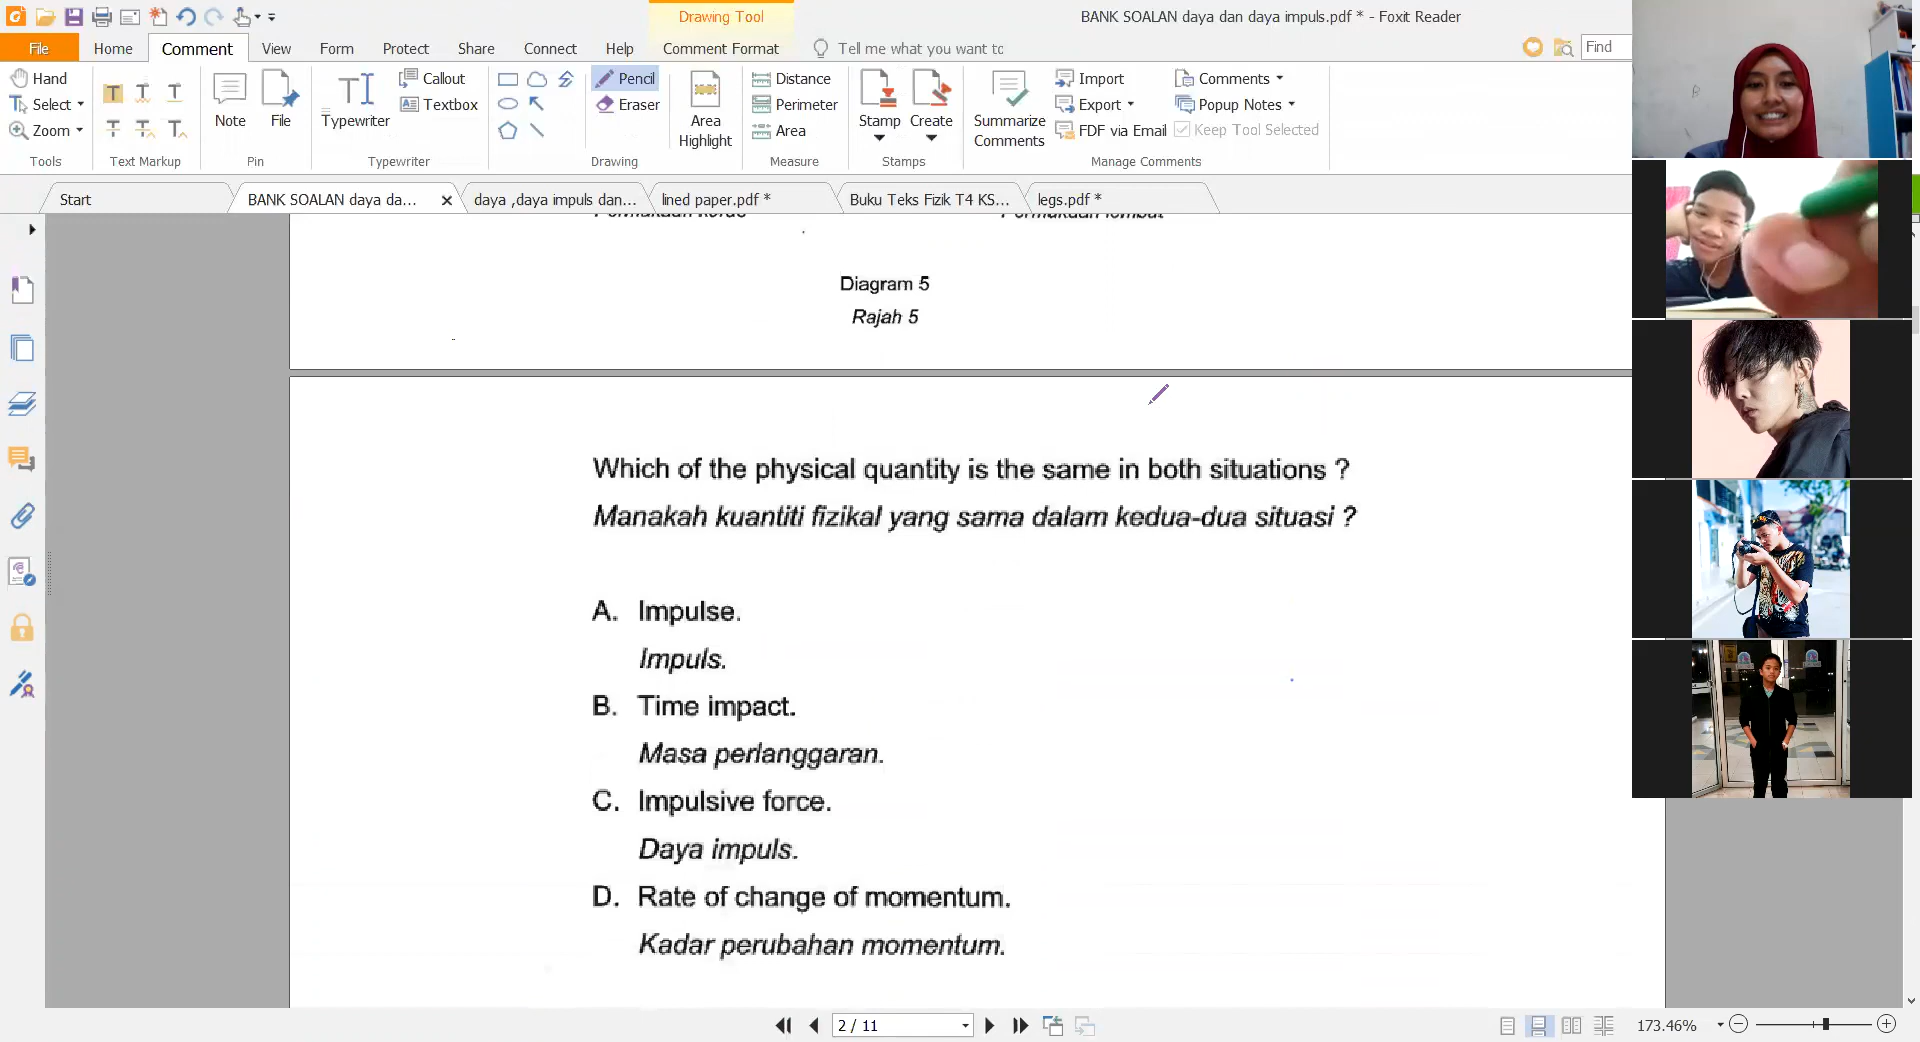 Drawing Tool
BANK SOALAN daya dan daya impuls.pdf * - Foxit Reader
File
Home
Comment
View
Form
Protect
Share
Connect
Help
Comment Format
Tell me what you want to
Find
Hand
Select
Zoom
Tools
Text Markup
Note
File
Pin
Typewriter
Callout
Textbox
Typewriter
Pencil
Eraser
Drawing
Area
Highlight
Distance
Perimeter
Area
Measure
Stamp
Create
Stamps
Summarize
Comments
Import
Export
FDF via Email
Comments
Popup Notes
Keep Tool Selected
Manage Comments
Start
BANK SOALAN daya da...
daya ,daya impuls dan...
lined paper.pdf *
Buku Teks Fizik T4 KS...
legs.pdf *
Diagram 5
Rajah 5
Which of the physical quantity is the same in both situations ?
Manakah kuantiti fizikal yang sama dalam kedua-dua situasi ?
A. Impulse.
Impuls.
B. Time impact.
Masa perlanggaran.
C. Impulsive force.
Daya impuls.
D. Rate of change of momentum.
Kadar perubahan momentum.
2 / 11
173.46%